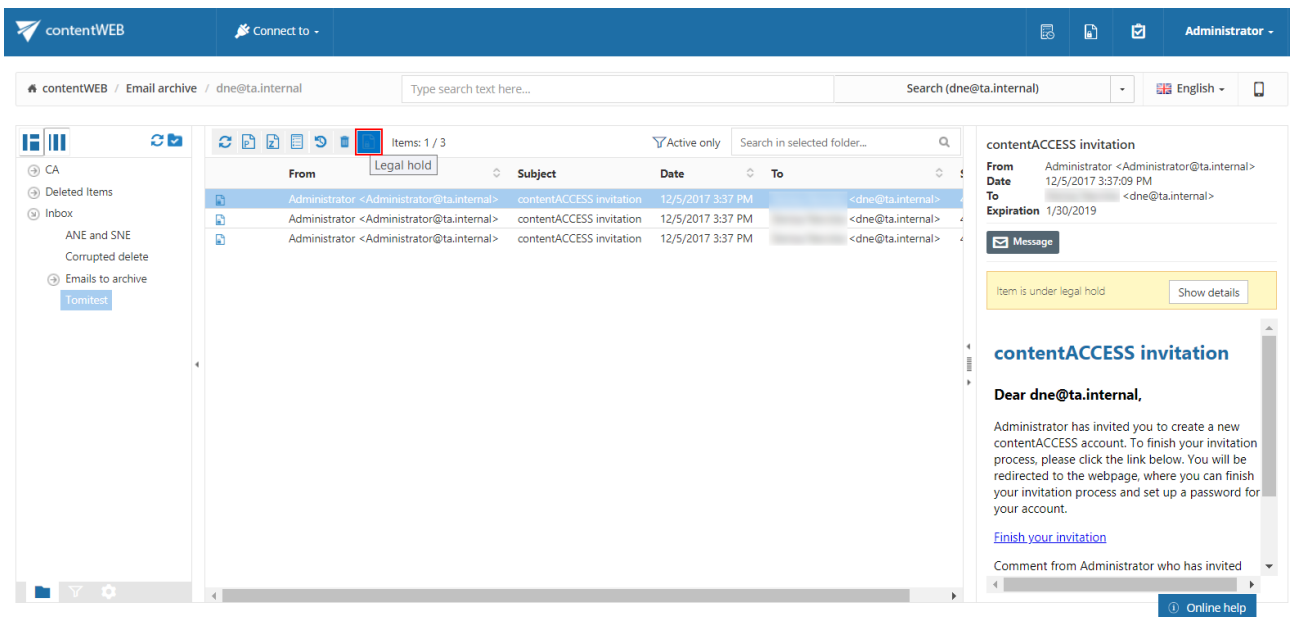 contentWEB
Connect to
Administrator
contentWEB / Email archive / dne@ta.internal
Type search text here...
Search (dne@ta.internal)
English
Items: 1 / 3
Active only
Search in selected folder...
Legal hold
CA
Deleted Items
Inbox
ANE and SNE
Corrupted delete
Emails to archive
Tomitest
From Subject Date To
Administrator <Administrator@ta.internal> contentACCESS invitation 12/5/2017 3:37 PM <dne@ta.internal>
Administrator <Administrator@ta.internal> contentACCESS invitation 12/5/2017 3:37 PM <dne@ta.internal>
Administrator <Administrator@ta.internal> contentACCESS invitation 12/5/2017 3:37 PM <dne@ta.internal>
contentACCESS invitation
From Administrator <Administrator@ta.internal>
Date 12/5/2017 3:37:09 PM
To <dne@ta.internal>
Expiration 1/30/2019
Message
Item is under legal hold
Show details
contentACCESS invitation
Dear dne@ta.internal,
Administrator has invited you to create a new
contentACCESS account. To finish your invitation
process, please click the link below. You will be
redirected to the webpage, where you can finish
your invitation process and set up a password for
your account.
Finish your invitation
Comment from Administrator who has invited
Online help